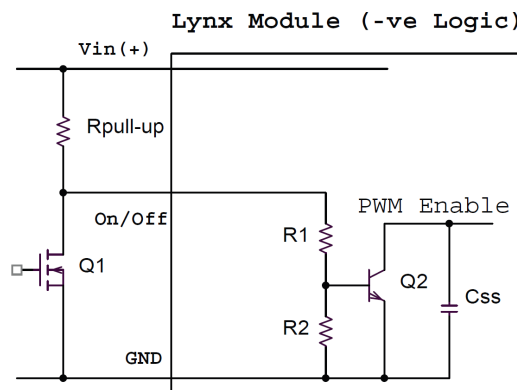 Lynx Module (-ve Logic)
Vin(+)
Rpull-up
On/Off
PWM Enable
R1
Q1
Q2
Css
R2
GND